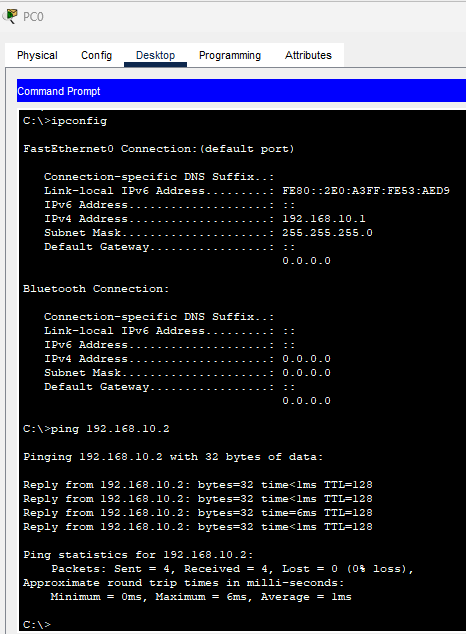 PC0
Physical Config Desktop Programming Attributes
Command Prompt
C:\>ipconfig
FastEthernet0 Connection:(default port)
Connection-specific DNS Suffix..:
Link-local IPv6 Address.........: FE80::2E0:A3FF:FE53:AED9
IPv6 Address....................: ::
IPv4 Address....................: 192.168.10.1
Subnet Mask.....................: 255.255.255.0
Default Gateway.................: ::
0.0.0.0
Bluetooth Connection:
Connection-specific DNS Suffix..:
Link-local IPv6 Address.........: ::
IPv6 Address....................: ::
IPv4 Address....................: 0.0.0.0
Subnet Mask.....................: 0.0.0.0
Default Gateway.................: ::
0.0.0.0
C:\>ping 192.168.10.2
Pinging 192.168.10.2 with 32 bytes of data:
Reply from 192.168.10.2: bytes=32 time<1ms TTL=128
Reply from 192.168.10.2: bytes=32 time<1ms TTL=128
Reply from 192.168.10.2: bytes=32 time=6ms TTL=128
Reply from 192.168.10.2: bytes=32 time<1ms TTL=128
Ping statistics for 192.168.10.2:
Packets: Sent = 4, Received = 4, Lost = 0 (0% loss),
Approximate round trip times in milli-seconds:
Minimum = 0ms, Maximum = 6ms, Average = 1ms
C:\>